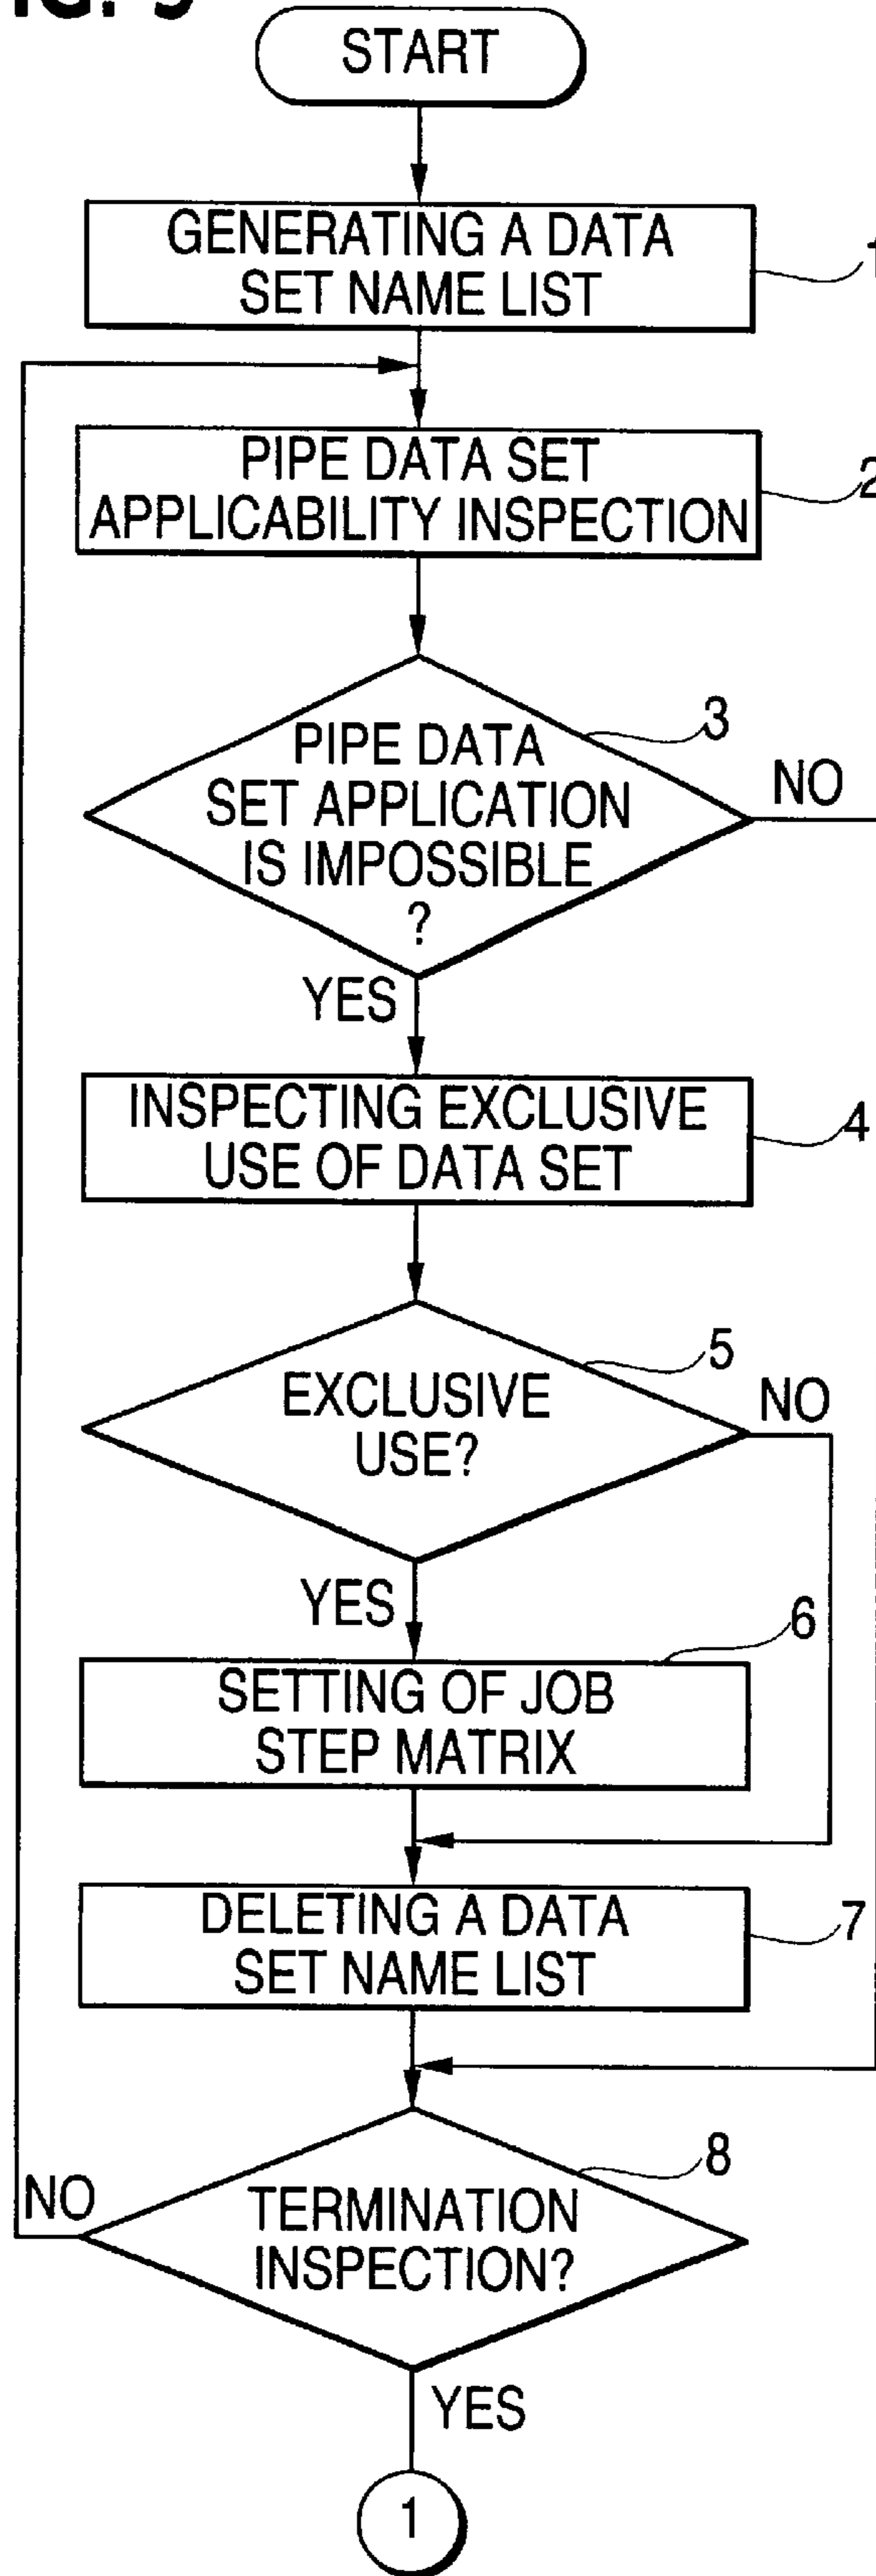 START
GENERATING A DATA
SET NAME LIST
1
PIPE DATA SET
APPLICABILITY INSPECTION
2
3
PIPE DATA
SET APPLICATION
IS IMPOSSIBLE
?
NO
YES
INSPECTING EXCLUSIVE
USE OF DATA SET
4
5
EXCLUSIVE
USE?
NO
YES
6
SETTING OF JOB
STEP MATRIX
DELETING A DATA
SET NAME LIST
7
8
NO
TERMINATION
INSPECTION?
YES
1